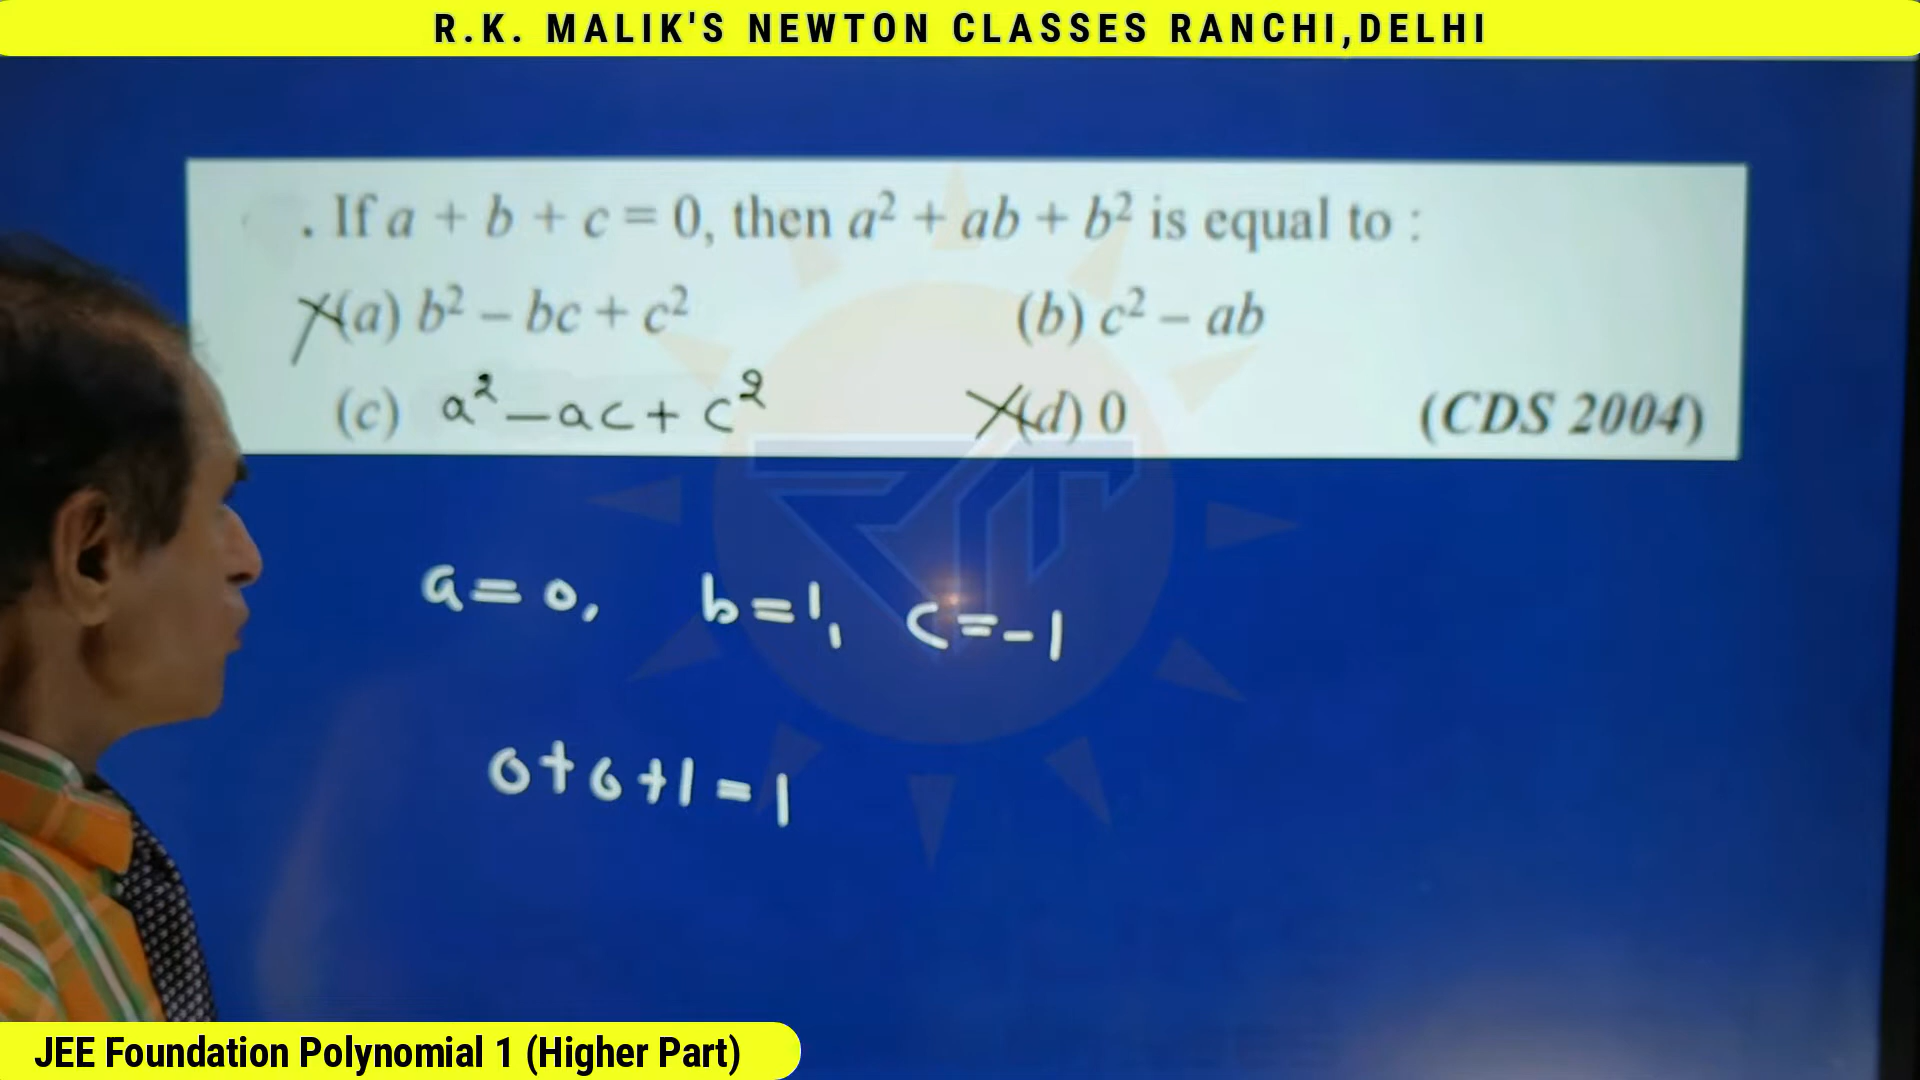 R.K. MALIK'S NEWTON CLASSES RANCHI,DELHI
. If a + b + c = 0, then a² + ab + b² is equal to :
(a) b² – bc + c² (b) c² – ab
(c) a² – ac + c² (d) 0 (CDS 2004)
a = 0, b = 1, c = -1
0 + 0 + 1 = 1
JEE Foundation Polynomial 1 (Higher Part)